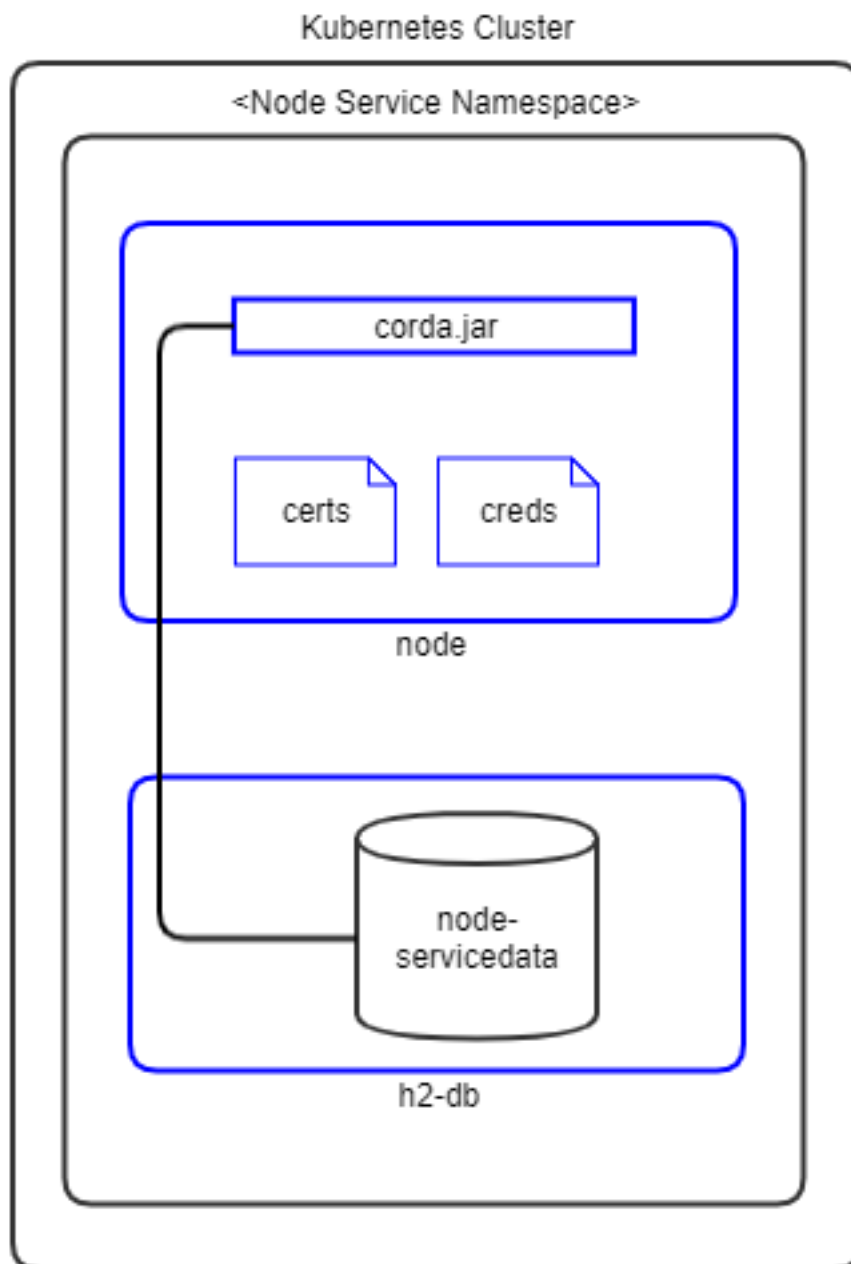 Kubernetes Cluster
<Node Service Namespace>
corda.jar
certs
creds
node
node-
servicedata
h2-db